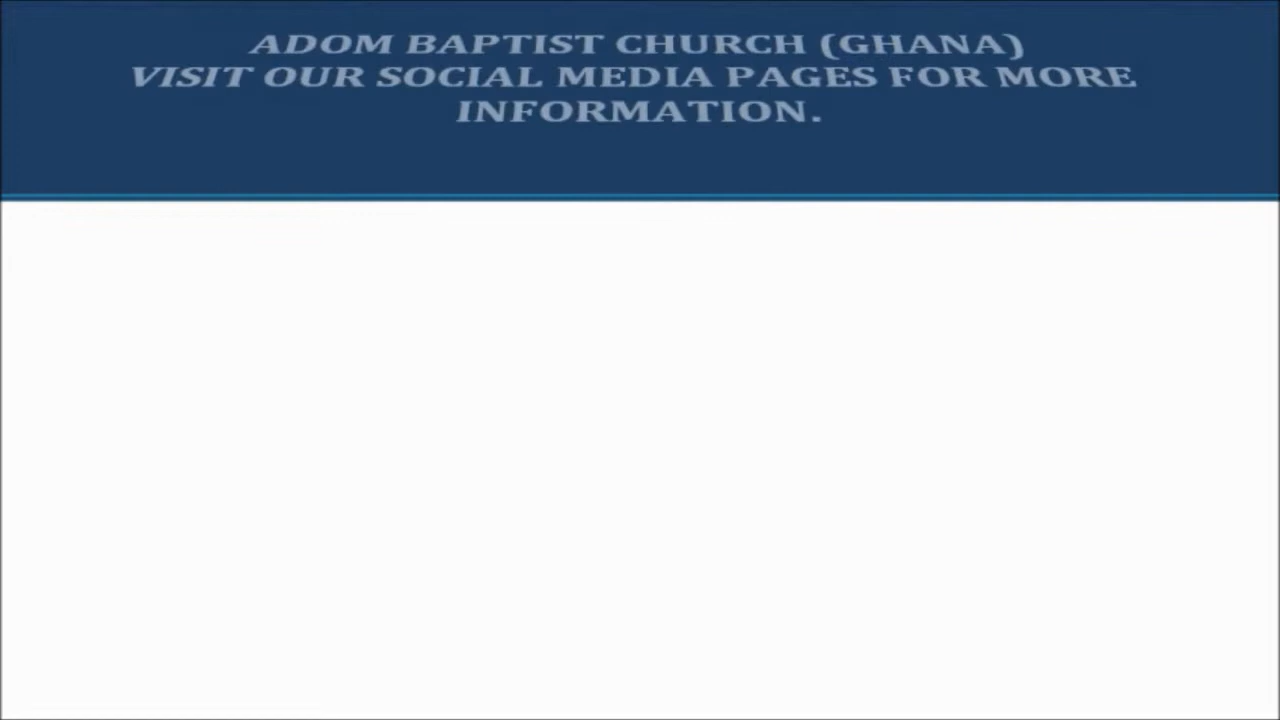 ADOM BAPTIST CHURCH (GHANA)
VISIT OUR SOCIAL MEDIA PAGES FOR MORE
INFORMATION.